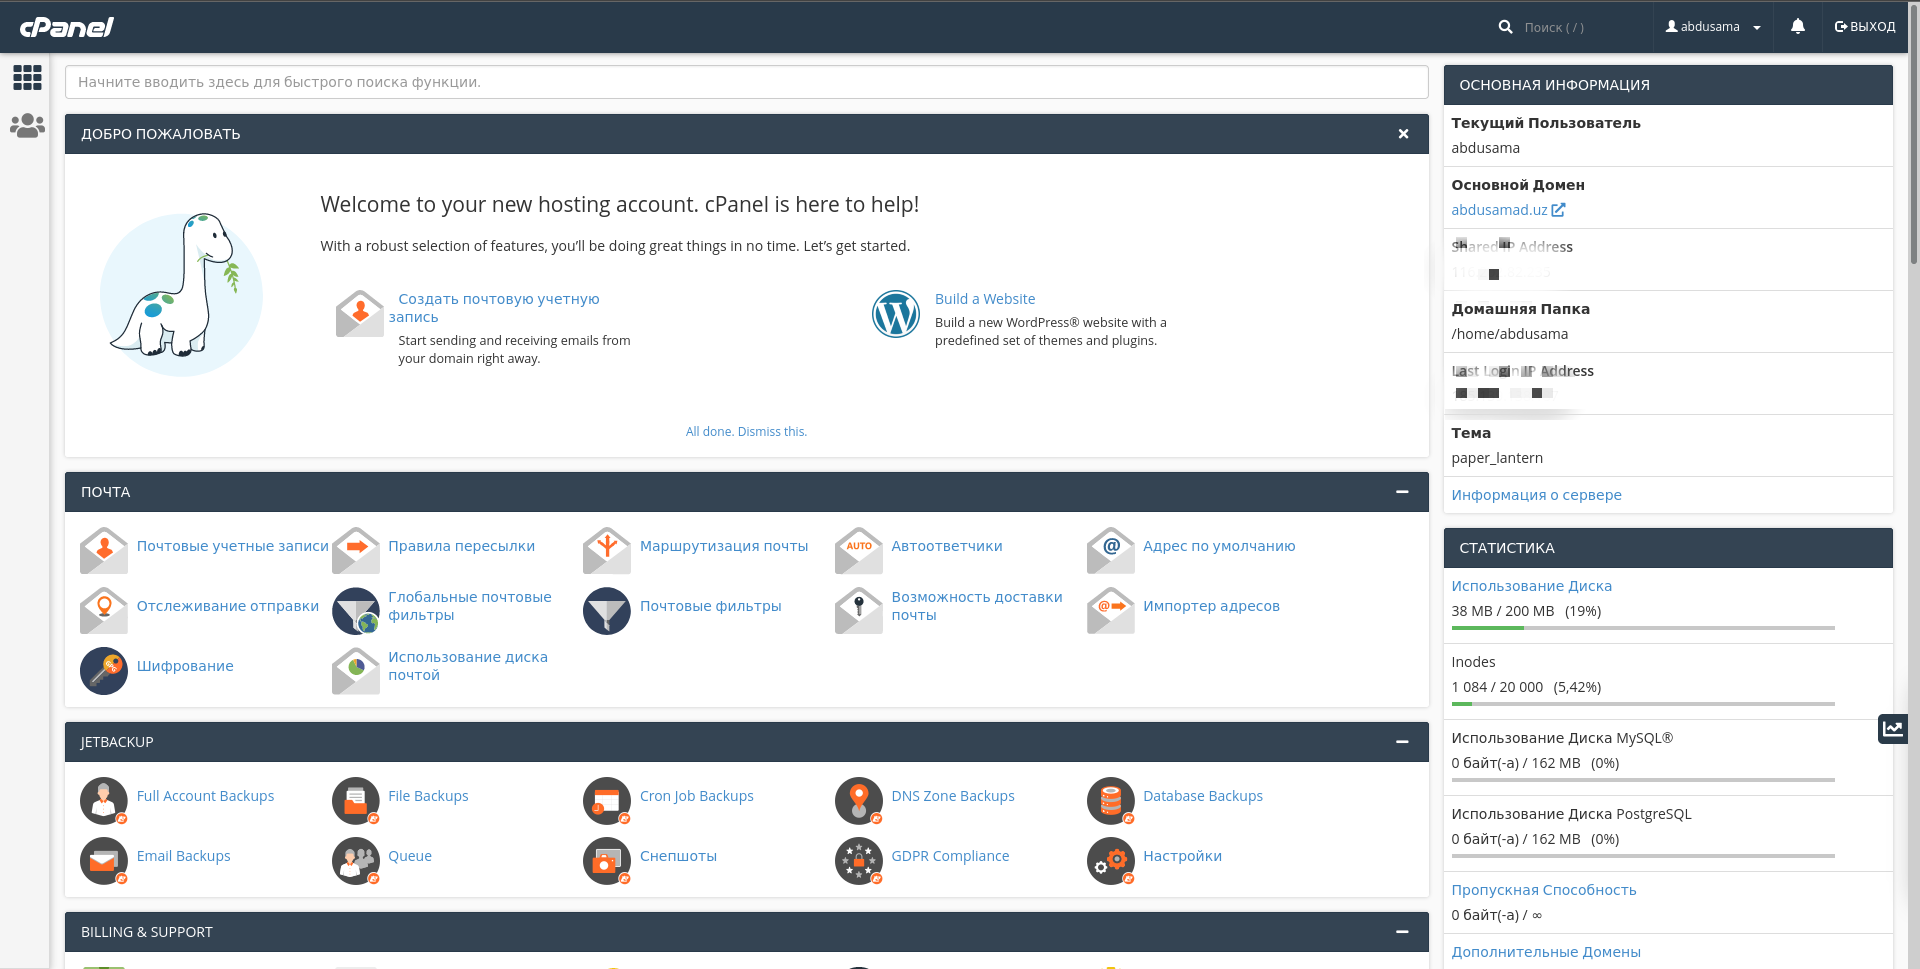 cPanel
Поиск ( / )
abdusama
ВЫХОД
Начните вводить здесь для быстрого поиска функции.
ДОБРО ПОЖАЛОВАТЬ
Welcome to your new hosting account. cPanel is here to help!
With a robust selection of features, you’ll be doing great things in no time. Let’s get started.
Создать почтовую учетную
запись
Start sending and receiving emails from
your domain right away.
Build a Website
Build a new WordPress® website with a
predefined set of themes and plugins.
All done. Dismiss this.
ПОЧТА
Почтовые учетные записи
Правила пересылки
Маршрутизация почты
AUTO
Автоответчики
@
Адрес по умолчанию
Отслеживание отправки
Глобальные почтовые
фильтры
Почтовые фильтры
Возможность доставки
почты
@
Импортер адресов
Шифрование
Использование диска
почтой
JETBACKUP
Full Account Backups
File Backups
Cron Job Backups
DNS Zone Backups
Database Backups
Email Backups
Queue
Снепшоты
GDPR Compliance
Настройки
BILLING & SUPPORT
ОСНОВНАЯ ИНФОРМАЦИЯ
Текущий Пользователь
abdusama
Основной Домен
abdusamad.uz
Shared IP Address
Домашняя Папка
/home/abdusama
Last Login IP Address
Тема
paper_lantern
Информация о сервере
СТАТИСТИКА
Использование Диска
38 MB / 200 MB (19%)
Inodes
1 084 / 20 000 (5,42%)
Использование Диска MySQL®
0 байт(-а) / 162 MB (0%)
Использование Диска PostgreSQL
0 байт(-а) / 162 MB (0%)
Пропускная Способность
0 байт(-а) / ∞
Дополнительные Домены